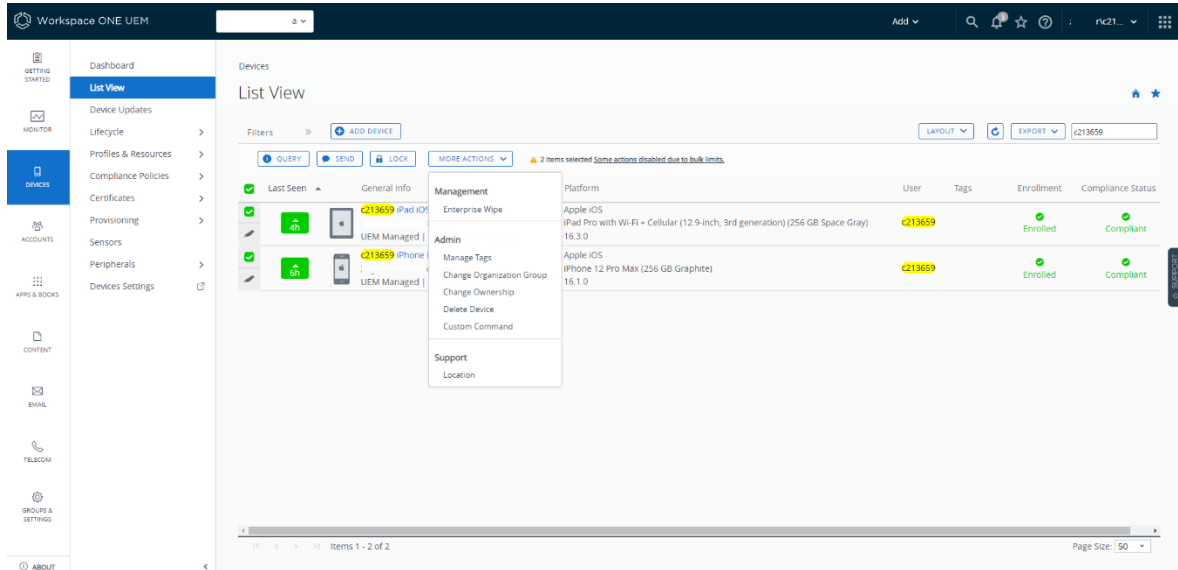 Workspace ONE UEM
a
Add
3
r\c21...
GETTING
STARTED
MONITOR
DEVICES
ACCOUNTS
APPS & BOOKS
CONTENT
EMAIL
TELECOM
GROUPS &
SETTINGS
ABOUT
Dashboard
List View
Device Updates
Lifecycle
Profiles & Resources
Compliance Policies
Certificates
Provisioning
Sensors
Peripherals
Devices Settings
Devices
List View
Filters » ADD DEVICE LAYOUT EXPORT c213659
QUERY SEND LOCK MORE ACTIONS 2 items selected Some actions disabled due to bulk limits.
Last Seen General Info Platform User Tags Enrollment Compliance Status
4h
c213659 iPad iOS
UEM Managed |
Apple iOS
iPad Pro with Wi-Fi + Cellular (12.9-inch, 3rd generation) (256 GB Space Gray)
16.3.0
c213659
Enrolled
Compliant
6h
c213659 iPhone
UEM Managed |
Apple iOS
iPhone 12 Pro Max (256 GB Graphite)
16.1.0
c213659
Enrolled
Compliant
Management
Enterprise Wipe
Admin
Manage Tags
Change Organization Group
Change Ownership
Delete Device
Custom Command
Support
Location
Support
Items 1 - 2 of 2
Page Size: 50